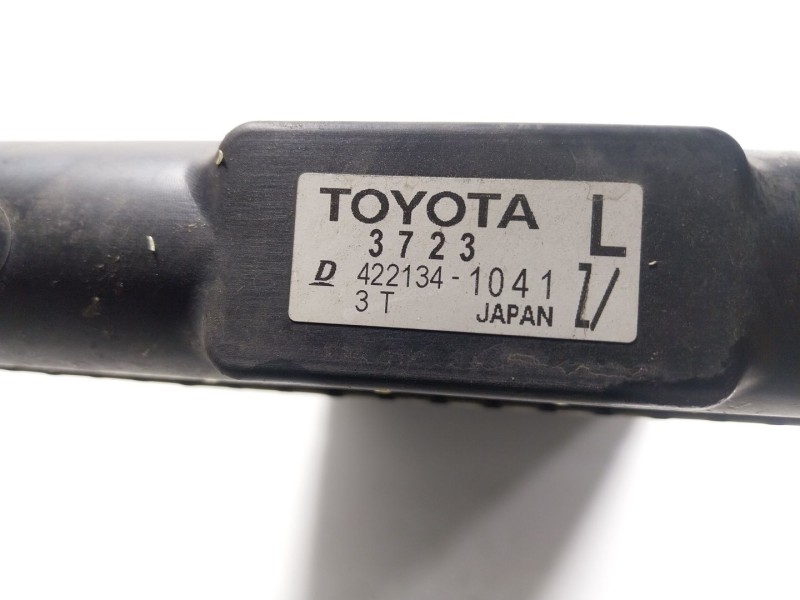 TOYOTA L
3723
D 422134-1041
3T JAPAN